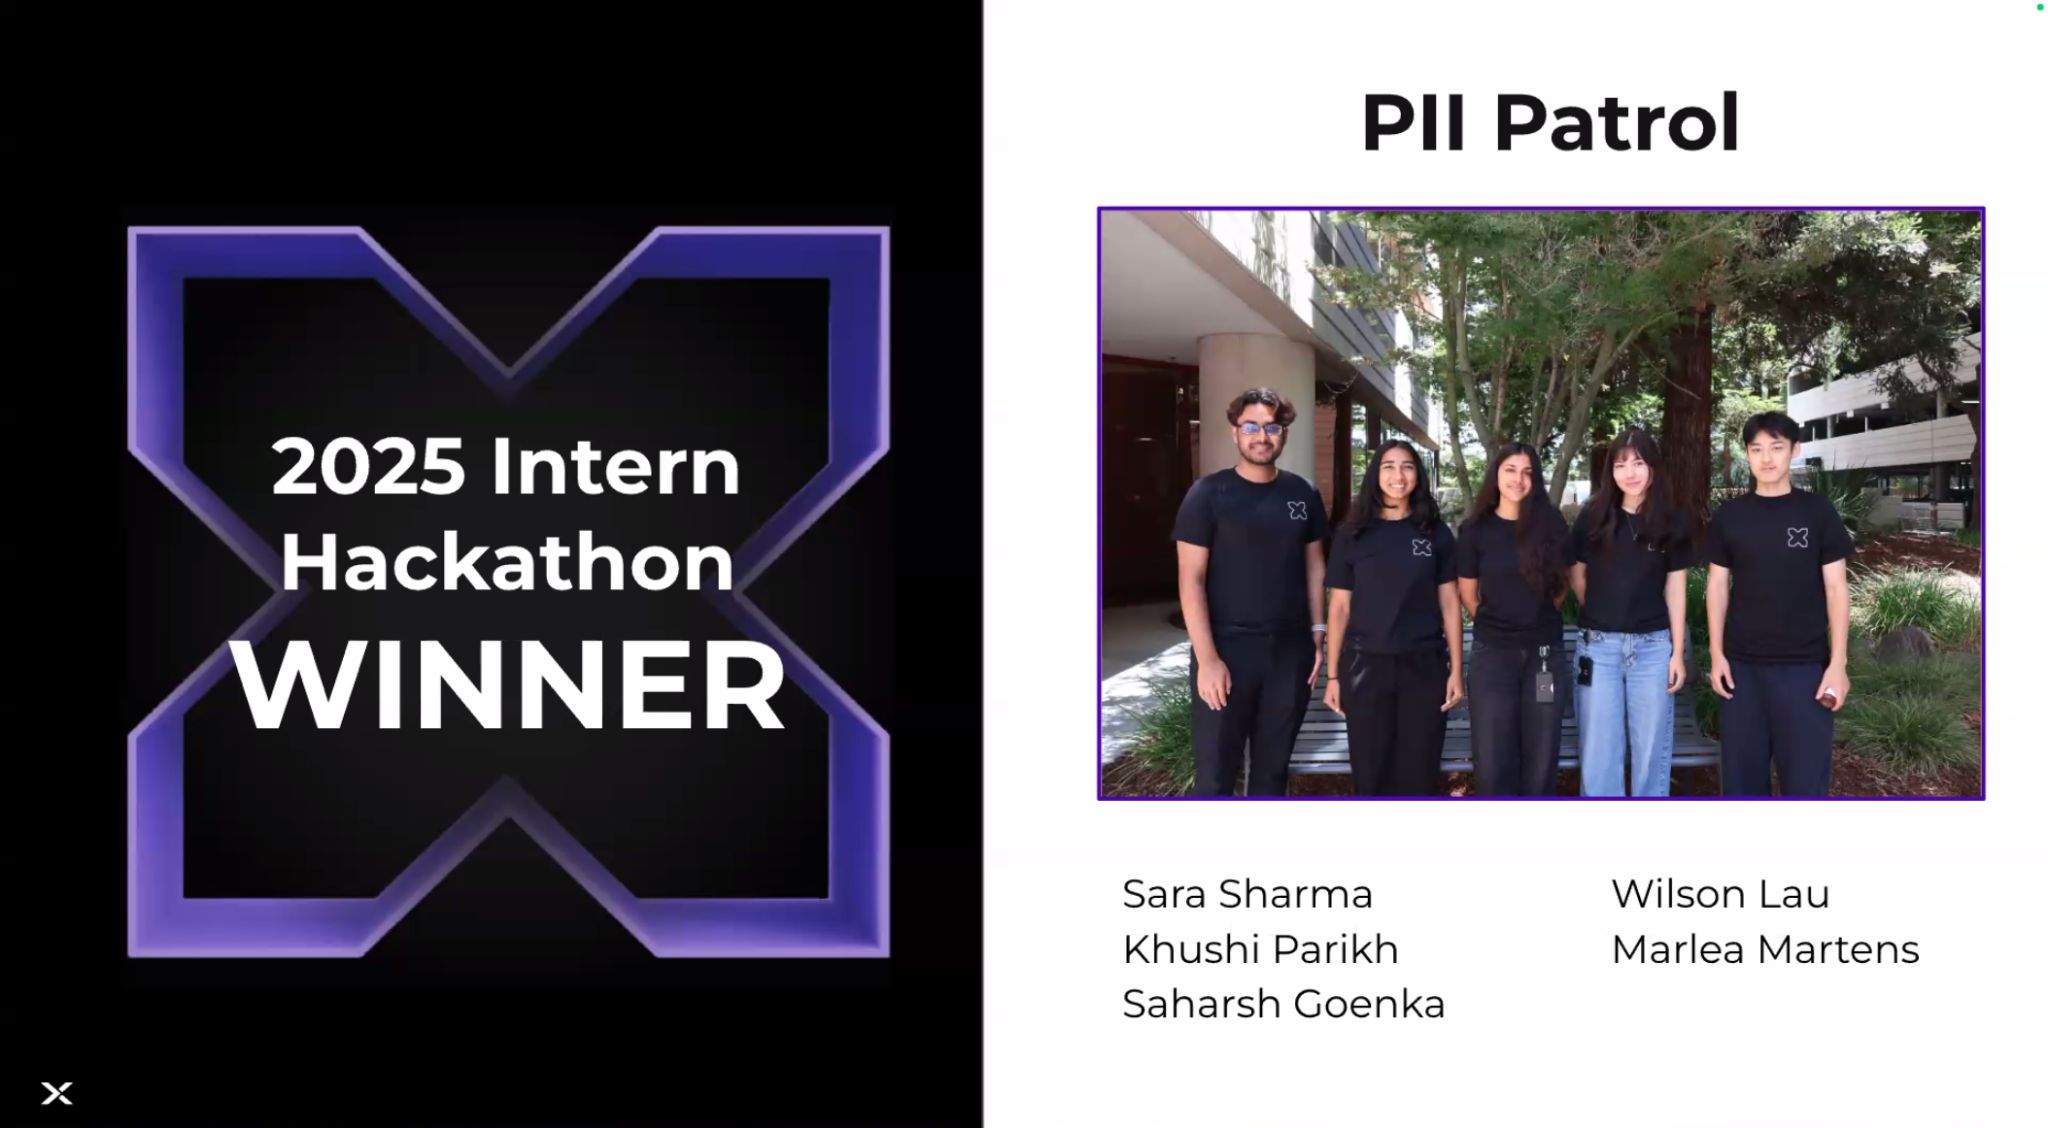 2025 Intern
Hackathon
WINNER
PII Patrol
Sara Sharma
Khushi Parikh
Saharsh Goenka
Wilson Lau
Marlea Martens